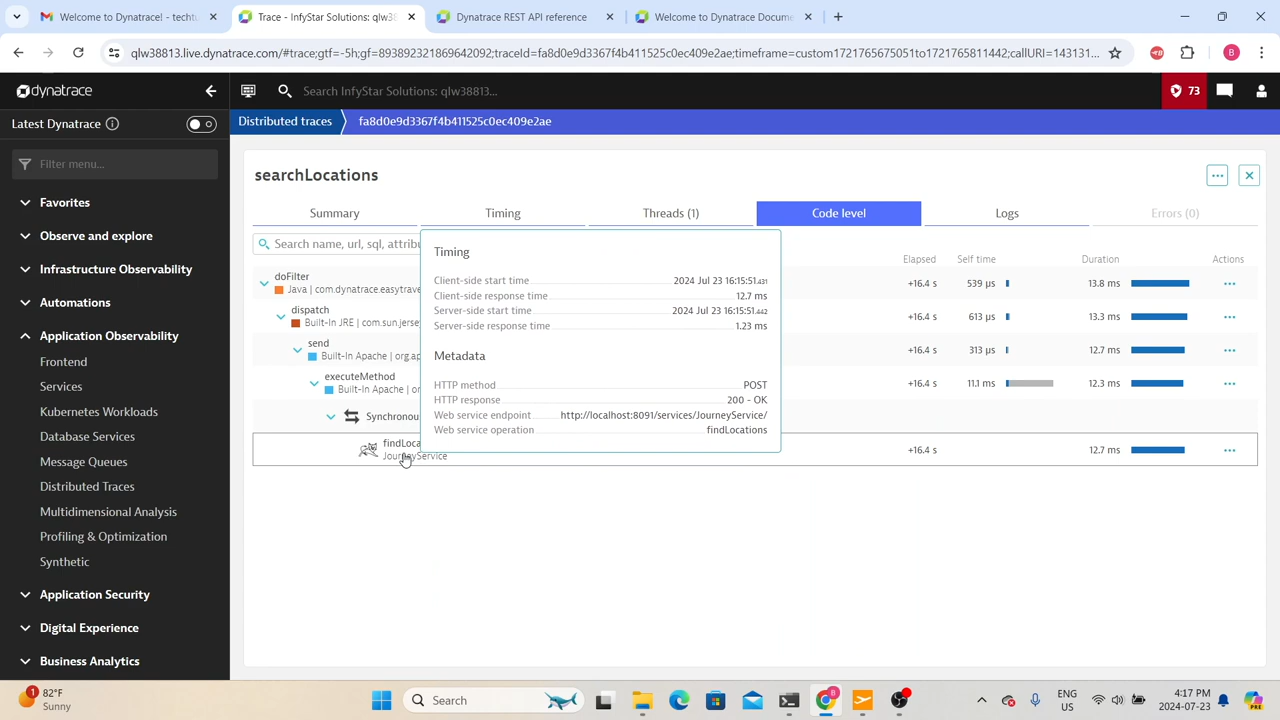 Welcome to Dynatrace! - techtu
Trace - InfyStar Solutions: qlw38
Dynatrace REST API reference
Welcome to Dynatrace Docume
qlw38813.live.dynatrace.com/#trace;gtf=-5h;gf=893892321869642092;traceId=fa8d0e9d3367f4b411525c0ec409e2ae;timeframe=custom1721765675051to1721765811442;callURI=143131...
B
dynatrace
Search InfyStar Solutions: qlw38813...
73
Latest Dynatrace
Distributed traces
fa8d0e9d3367f4b411525c0ec409e2ae
Filter menu...
Favorites
Observe and explore
Infrastructure Observability
Automations
Application Observability
Frontend
Services
Kubernetes Workloads
Database Services
Message Queues
Distributed Traces
Multidimensional Analysis
Profiling & Optimization
Synthetic
Application Security
Digital Experience
Business Analytics
searchLocations
Summary
Timing
Threads (1)
Code level
Logs
Errors (0)
Search name, url, sql, attribu
Elapsed
Self time
Duration
Actions
doFilter
Java | com.dynatrace.easytrave
+16.4 s
539 µs
13.8 ms
dispatch
Built-In JRE | com.sun.jersey
+16.4 s
613 µs
13.3 ms
send
Built-In Apache | org.ap
+16.4 s
313 µs
12.7 ms
executeMethod
Built-In Apache | or
+16.4 s
11.1 ms
12.3 ms
Synchronou
findLoca
JourneyService
+16.4 s
12.7 ms
Timing
Client-side start time 2024 Jul 23 16:15:51.431
Client-side response time 12.7 ms
Server-side start time 2024 Jul 23 16:15:51.442
Server-side response time 1.23 ms
Metadata
HTTP method POST
HTTP response 200 - OK
Web service endpoint http://localhost:8091/services/JourneyService/
Web service operation findLocations
1
82°F
Sunny
Search
ENG
US
4:17 PM
2024-07-23